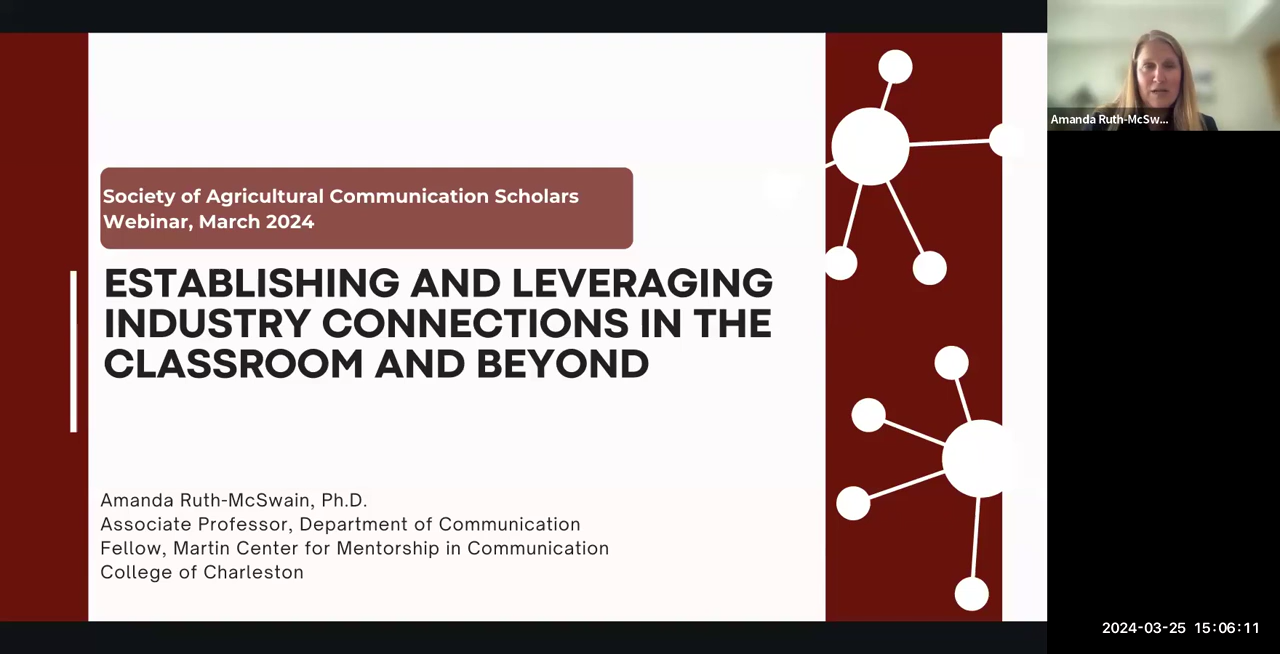 Society of Agricultural Communication Scholars
Webinar, March 2024
ESTABLISHING AND LEVERAGING
INDUSTRY CONNECTIONS IN THE
CLASSROOM AND BEYOND
Amanda Ruth-McSwain, Ph.D.
Associate Professor, Department of Communication
Fellow, Martin Center for Mentorship in Communication
College of Charleston
Amanda Ruth-McSw...
2024-03-25 15:06:11